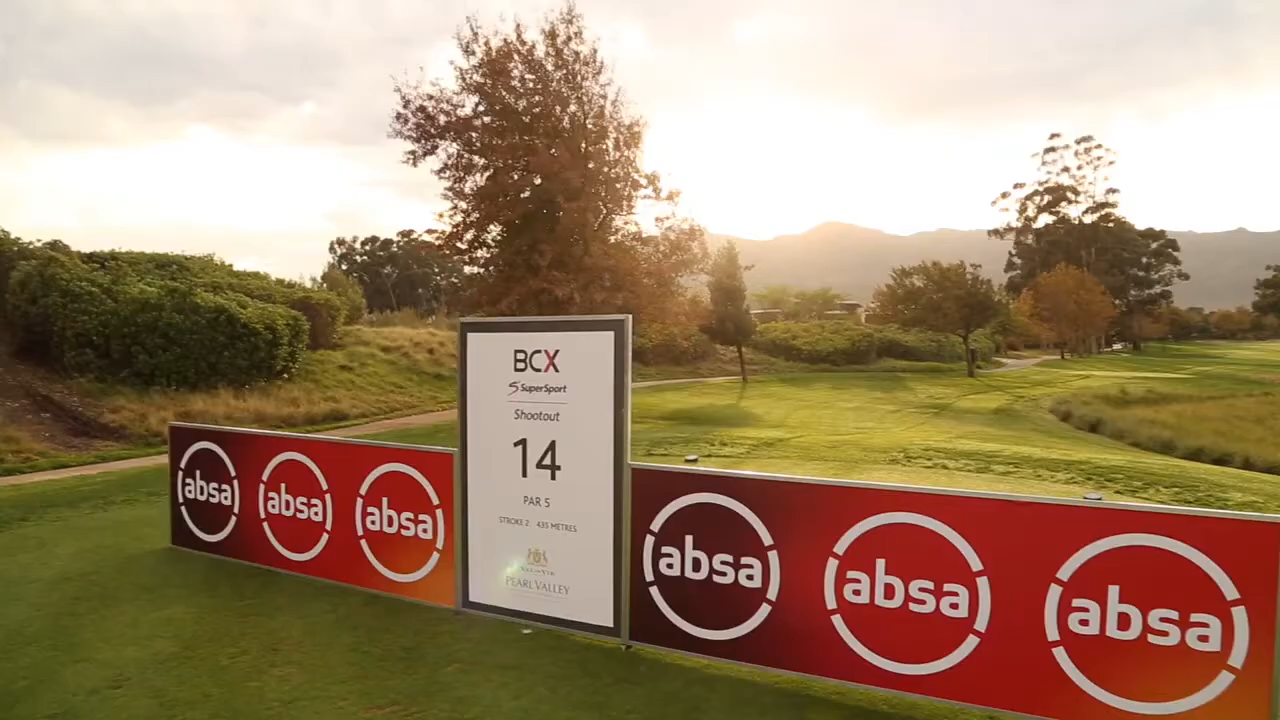 absa
absa
absa
BCX
SuperSport
Shootout
14
PAR 5
STROKE 2 435 METRES
PEARL VALLEY
absa
absa
absa